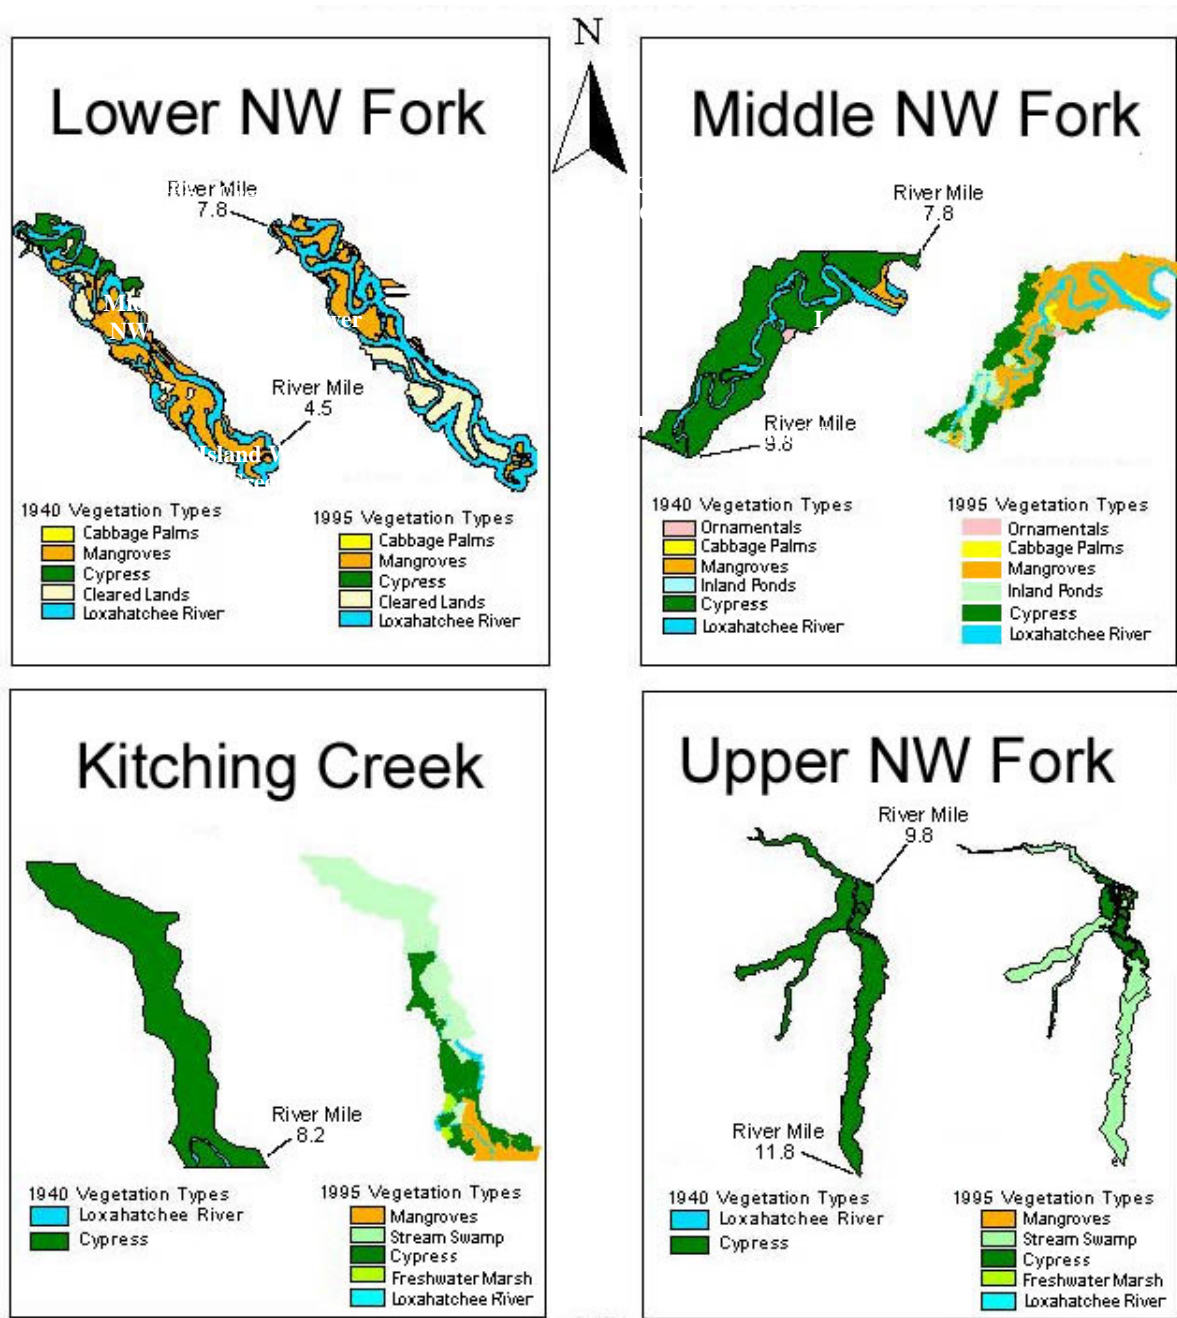 N
Lower NW Fork
River Mile
7.8
River Mile
4.5
NW
Island
1940 Vegetation Types
Cabbage Palms
Mangroves
Cypress
Cleared Lands
Loxahatchee River
1995 Vegetation Types
Cabbage Palms
Mangroves
Cypress
Cleared Lands
Loxahatchee River
Middle NW Fork
River Mile
7.8
River Mile
9.8
1940 Vegetation Types
Ornamentals
Cabbage Palms
Mangroves
Inland Ponds
Cypress
Loxahatchee River
1995 Vegetation Types
Ornamentals
Cabbage Palms
Mangroves
Inland Ponds
Cypress
Loxahatchee River
Kitching Creek
River Mile
8.2
1940 Vegetation Types
Loxahatchee River
Cypress
1995 Vegetation Types
Mangroves
Stream Swamp
Cypress
Freshwater Marsh
Loxahatchee River
Upper NW Fork
River Mile
9.8
River Mile
11.8
1940 Vegetation Types
Loxahatchee River
Cypress
1995 Vegetation Types
Mangroves
Stream Swamp
Cypress
Freshwater Marsh
Loxahatchee River